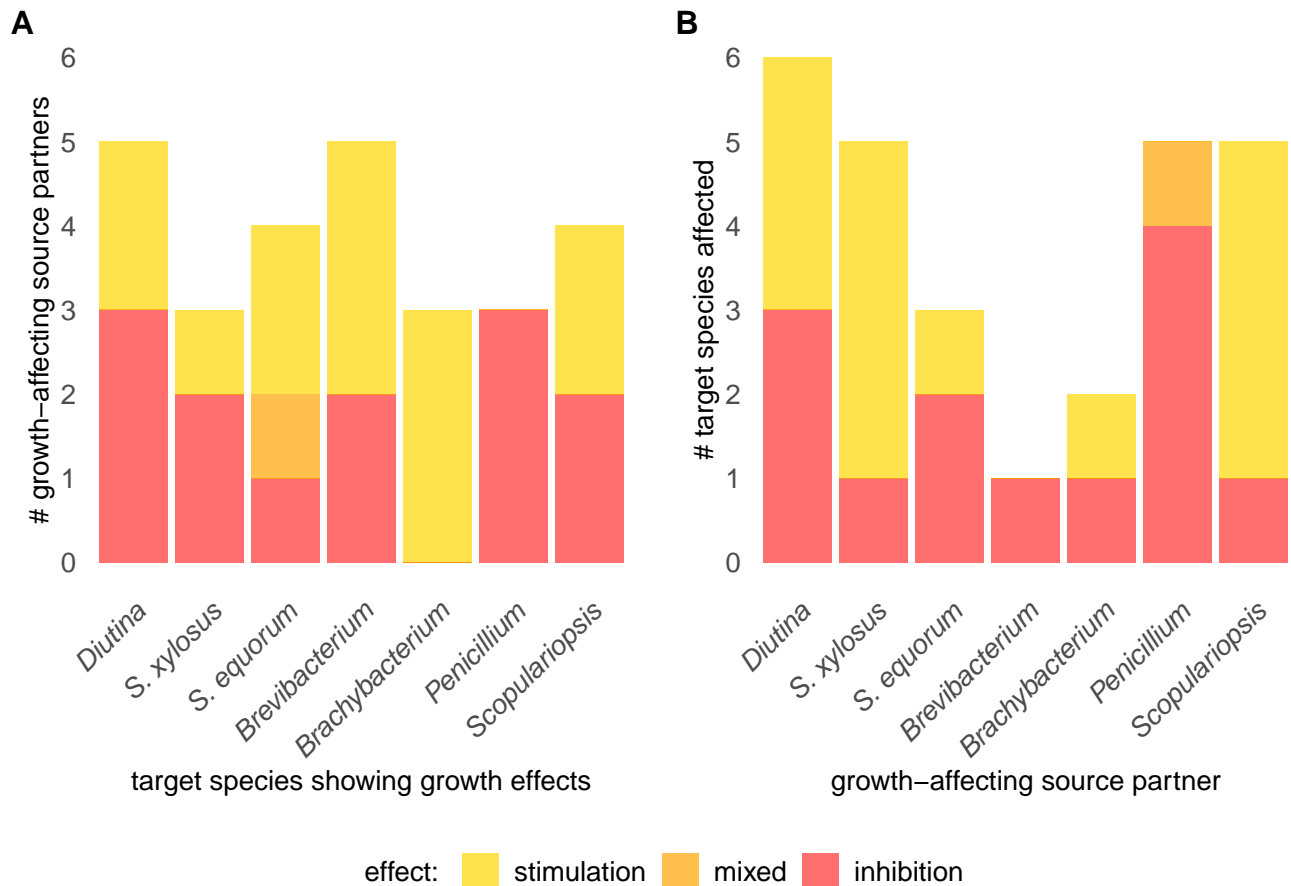 A
# growth−affecting source partners
6
5
4
3
2
1
0
Diutina
S. xylosus
S. equorum
Brevibacterium
Brachybacterium
Penicillium
Scopulariopsis
target species showing growth effects
B
# target species affected
6
5
4
3
2
1
0
Diutina
S. xylosus
S. equorum
Brevibacterium
Brachybacterium
Penicillium
Scopulariopsis
growth−affecting source partner
effect: stimulation mixed inhibition